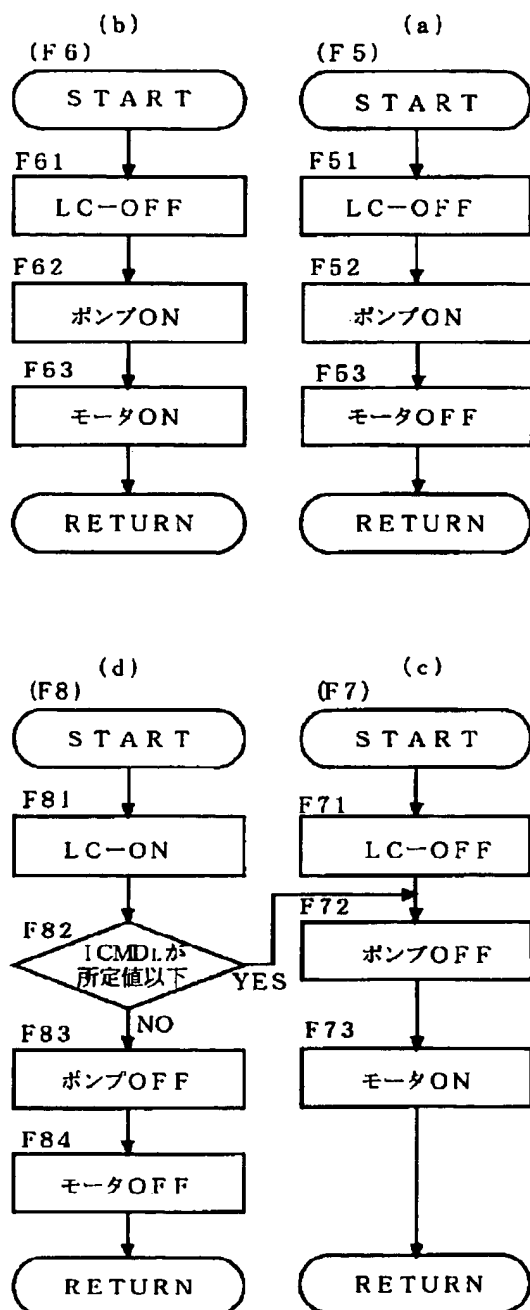 (b)
(F6)
START
F61
LC-OFF
F62
ポンプON
F63
モータON
RETURN
(a)
(F5)
START
F51
LC-OFF
F52
ポンプON
F53
モータOFF
RETURN
(d)
(F8)
START
F81
LC-ON
F82
ICMDLが
所定値以下
YES
NO
F83
ポンプOFF
F84
モータOFF
RETURN
(c)
(F7)
START
F71
LC-OFF
F72
ポンプOFF
F73
モータON
RETURN